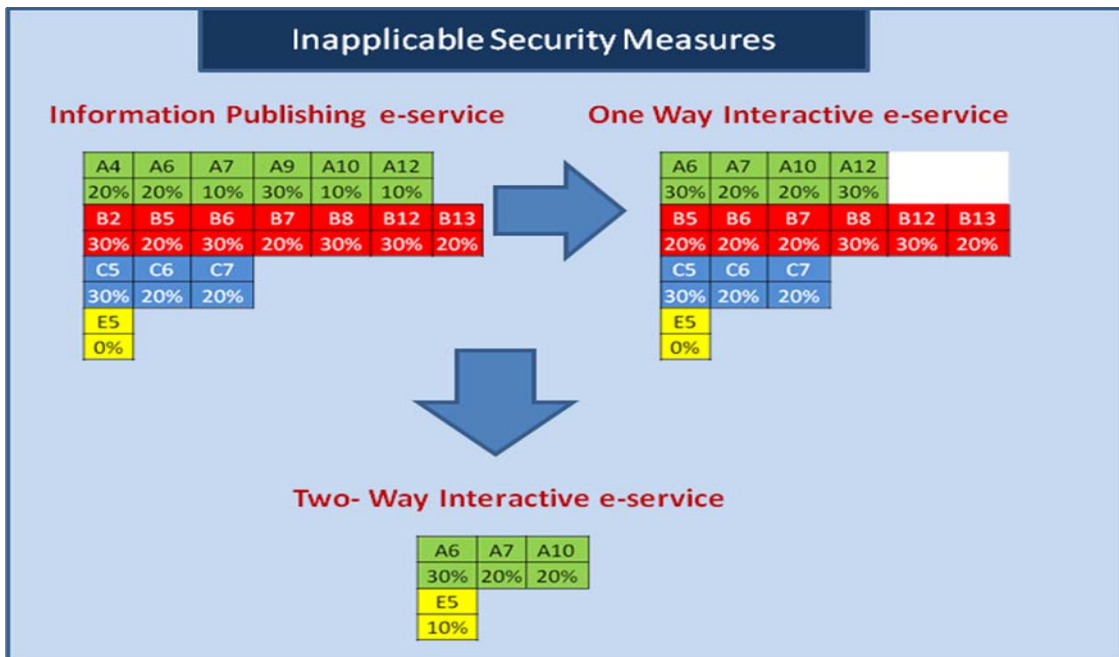 Inapplicable Security Measures
Information Publishing e-service
A4 A6 A7 A9 A10 A12
20% 20% 10% 30% 10% 10%
B2 B5 B6 B7 B8 B12 B13
30% 20% 30% 20% 30% 30% 20%
C5 C6 C7
30% 20% 20%
E5
0%
One Way Interactive e-service
A6 A7 A10 A12
30% 20% 20% 30%
B5 B6 B7 B8 B12 B13
20% 20% 20% 30% 30% 20%
C5 C6 C7
30% 20% 20%
E5
0%
Two- Way Interactive e-service
A6 A7 A10
30% 20% 20%
E5
10%